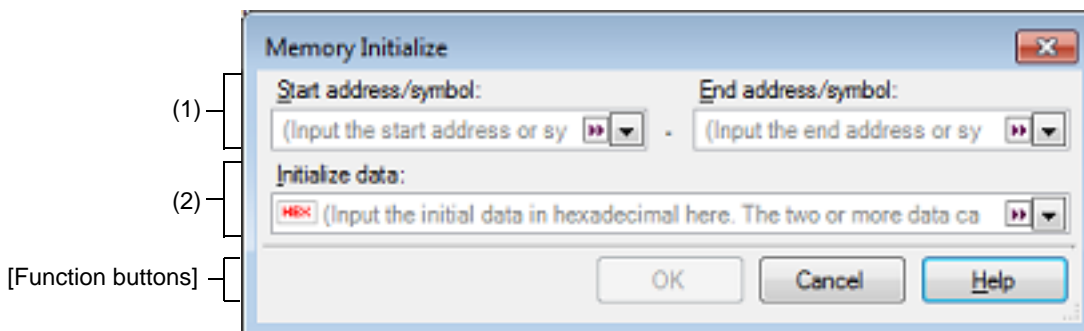 Memory Initialize
(1)
Start address/symbol: End address/symbol:
(Input the start address or sy - (Input the end address or sy
(2)
Initialize data:
HEX (Input the initial data in hexadecimal here. The two or more data ca
[Function buttons]
OK Cancel Help